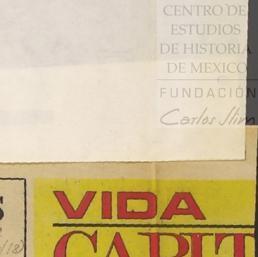 CENTRO DE
ESTUDIOS
DE HISTORIA
DE MEXICO
FUNDACIÓN
Carlos Slim
VIDA